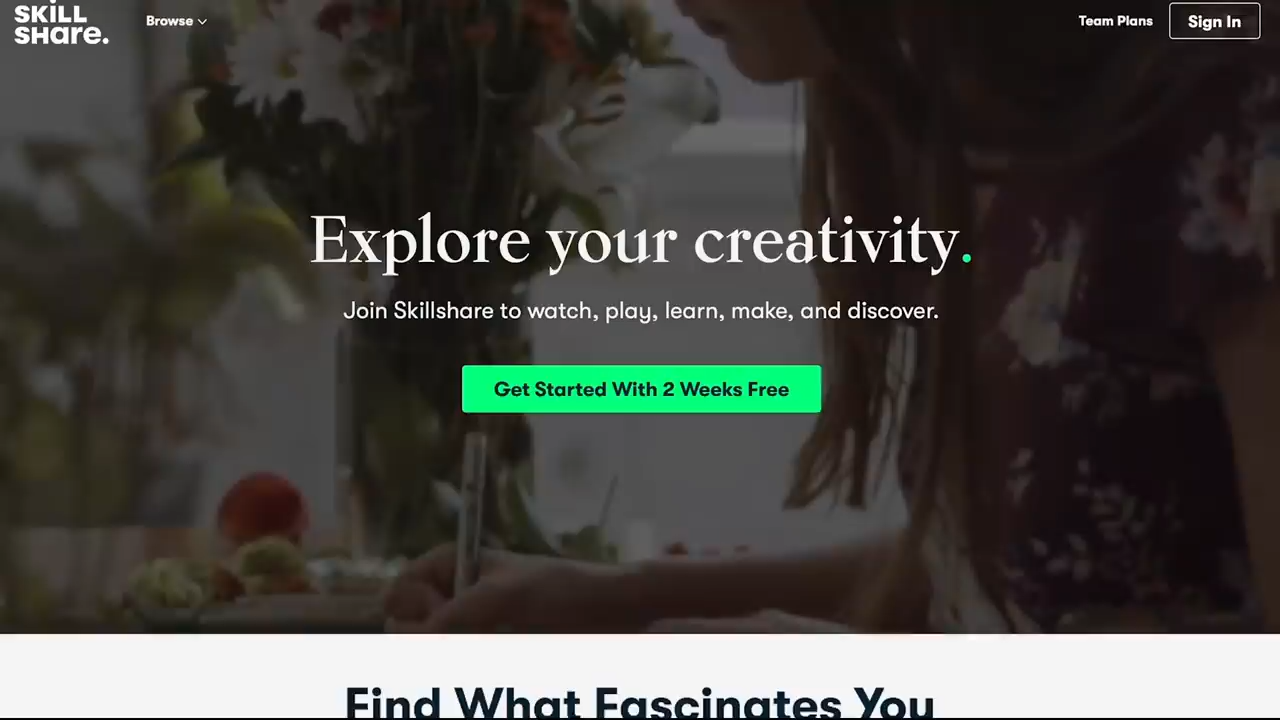 SKiLL
SHare.
Browse
Team Plans
Sign In
Explore your creativity.
Join Skillshare to watch, play, learn, make, and discover.
Get Started With 2 Weeks Free
Find What Fascinates You